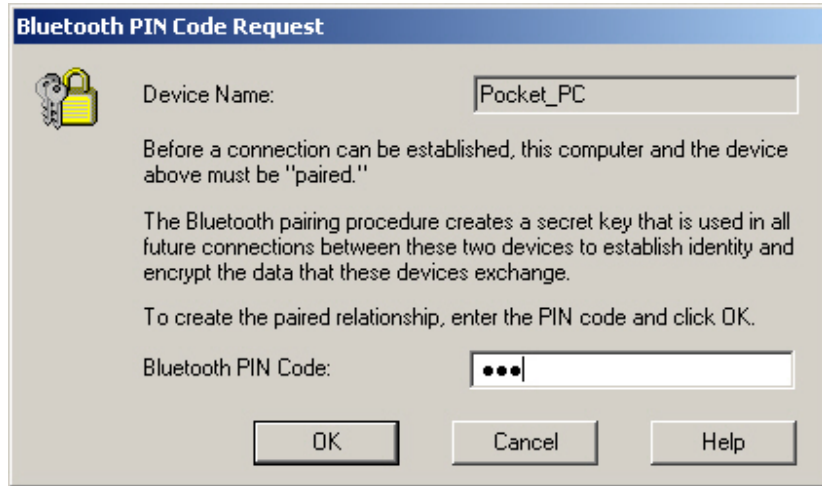 Bluetooth PIN Code Request
Device Name: Pocket_PC
Before a connection can be established, this computer and the device
above must be "paired."
The Bluetooth pairing procedure creates a secret key that is used in all
future connections between these two devices to establish identity and
encrypt the data that these devices exchange.
To create the paired relationship, enter the PIN code and click OK.
Bluetooth PIN Code: ●●●
OK Cancel Help